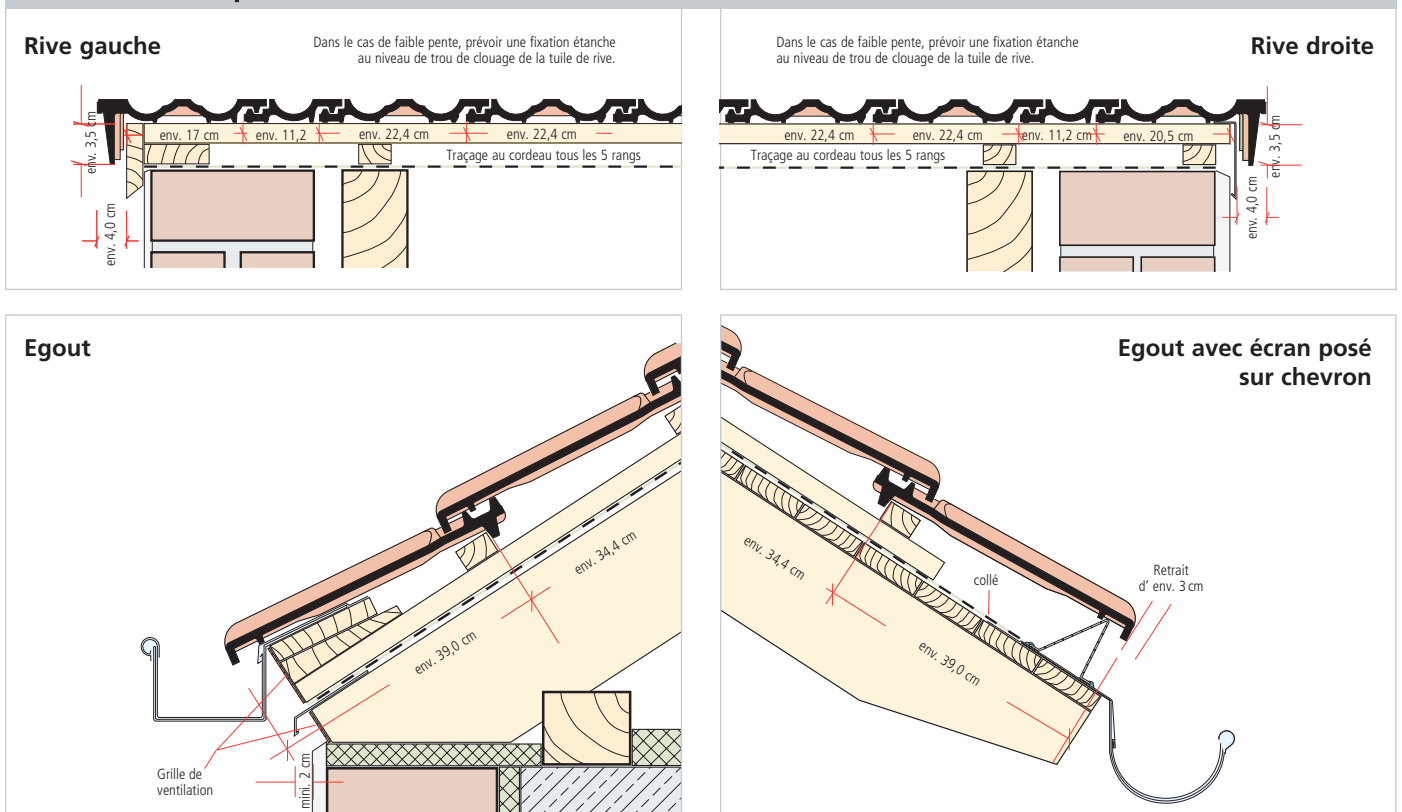 Rive gauche
Dans le cas de faible pente, prévoir une fixation étanche
au niveau de trou de clouage de la tuile de rive.
env. 3,5 cm
env. 17 cm
env. 11,2
env. 22,4 cm
env. 22,4 cm
Traçage au cordeau tous les 5 rangs
env. 4,0 cm
Dans le cas de faible pente, prévoir une fixation étanche
au niveau de trou de clouage de la tuile de rive.
Rive droite
env. 22,4 cm
env. 22,4 cm
env. 11,2 cm
env. 20,5 cm
env. 3,5 cm
Traçage au cordeau tous les 5 rangs
env. 4,0 cm
Egout
env. 34,4 cm
env. 39,0 cm
Grille de
ventilation
mini. 2 cm
Egout avec écran posé
sur chevron
env. 34,4 cm
collé
Retrait
d' env. 3 cm
env. 39,0 cm